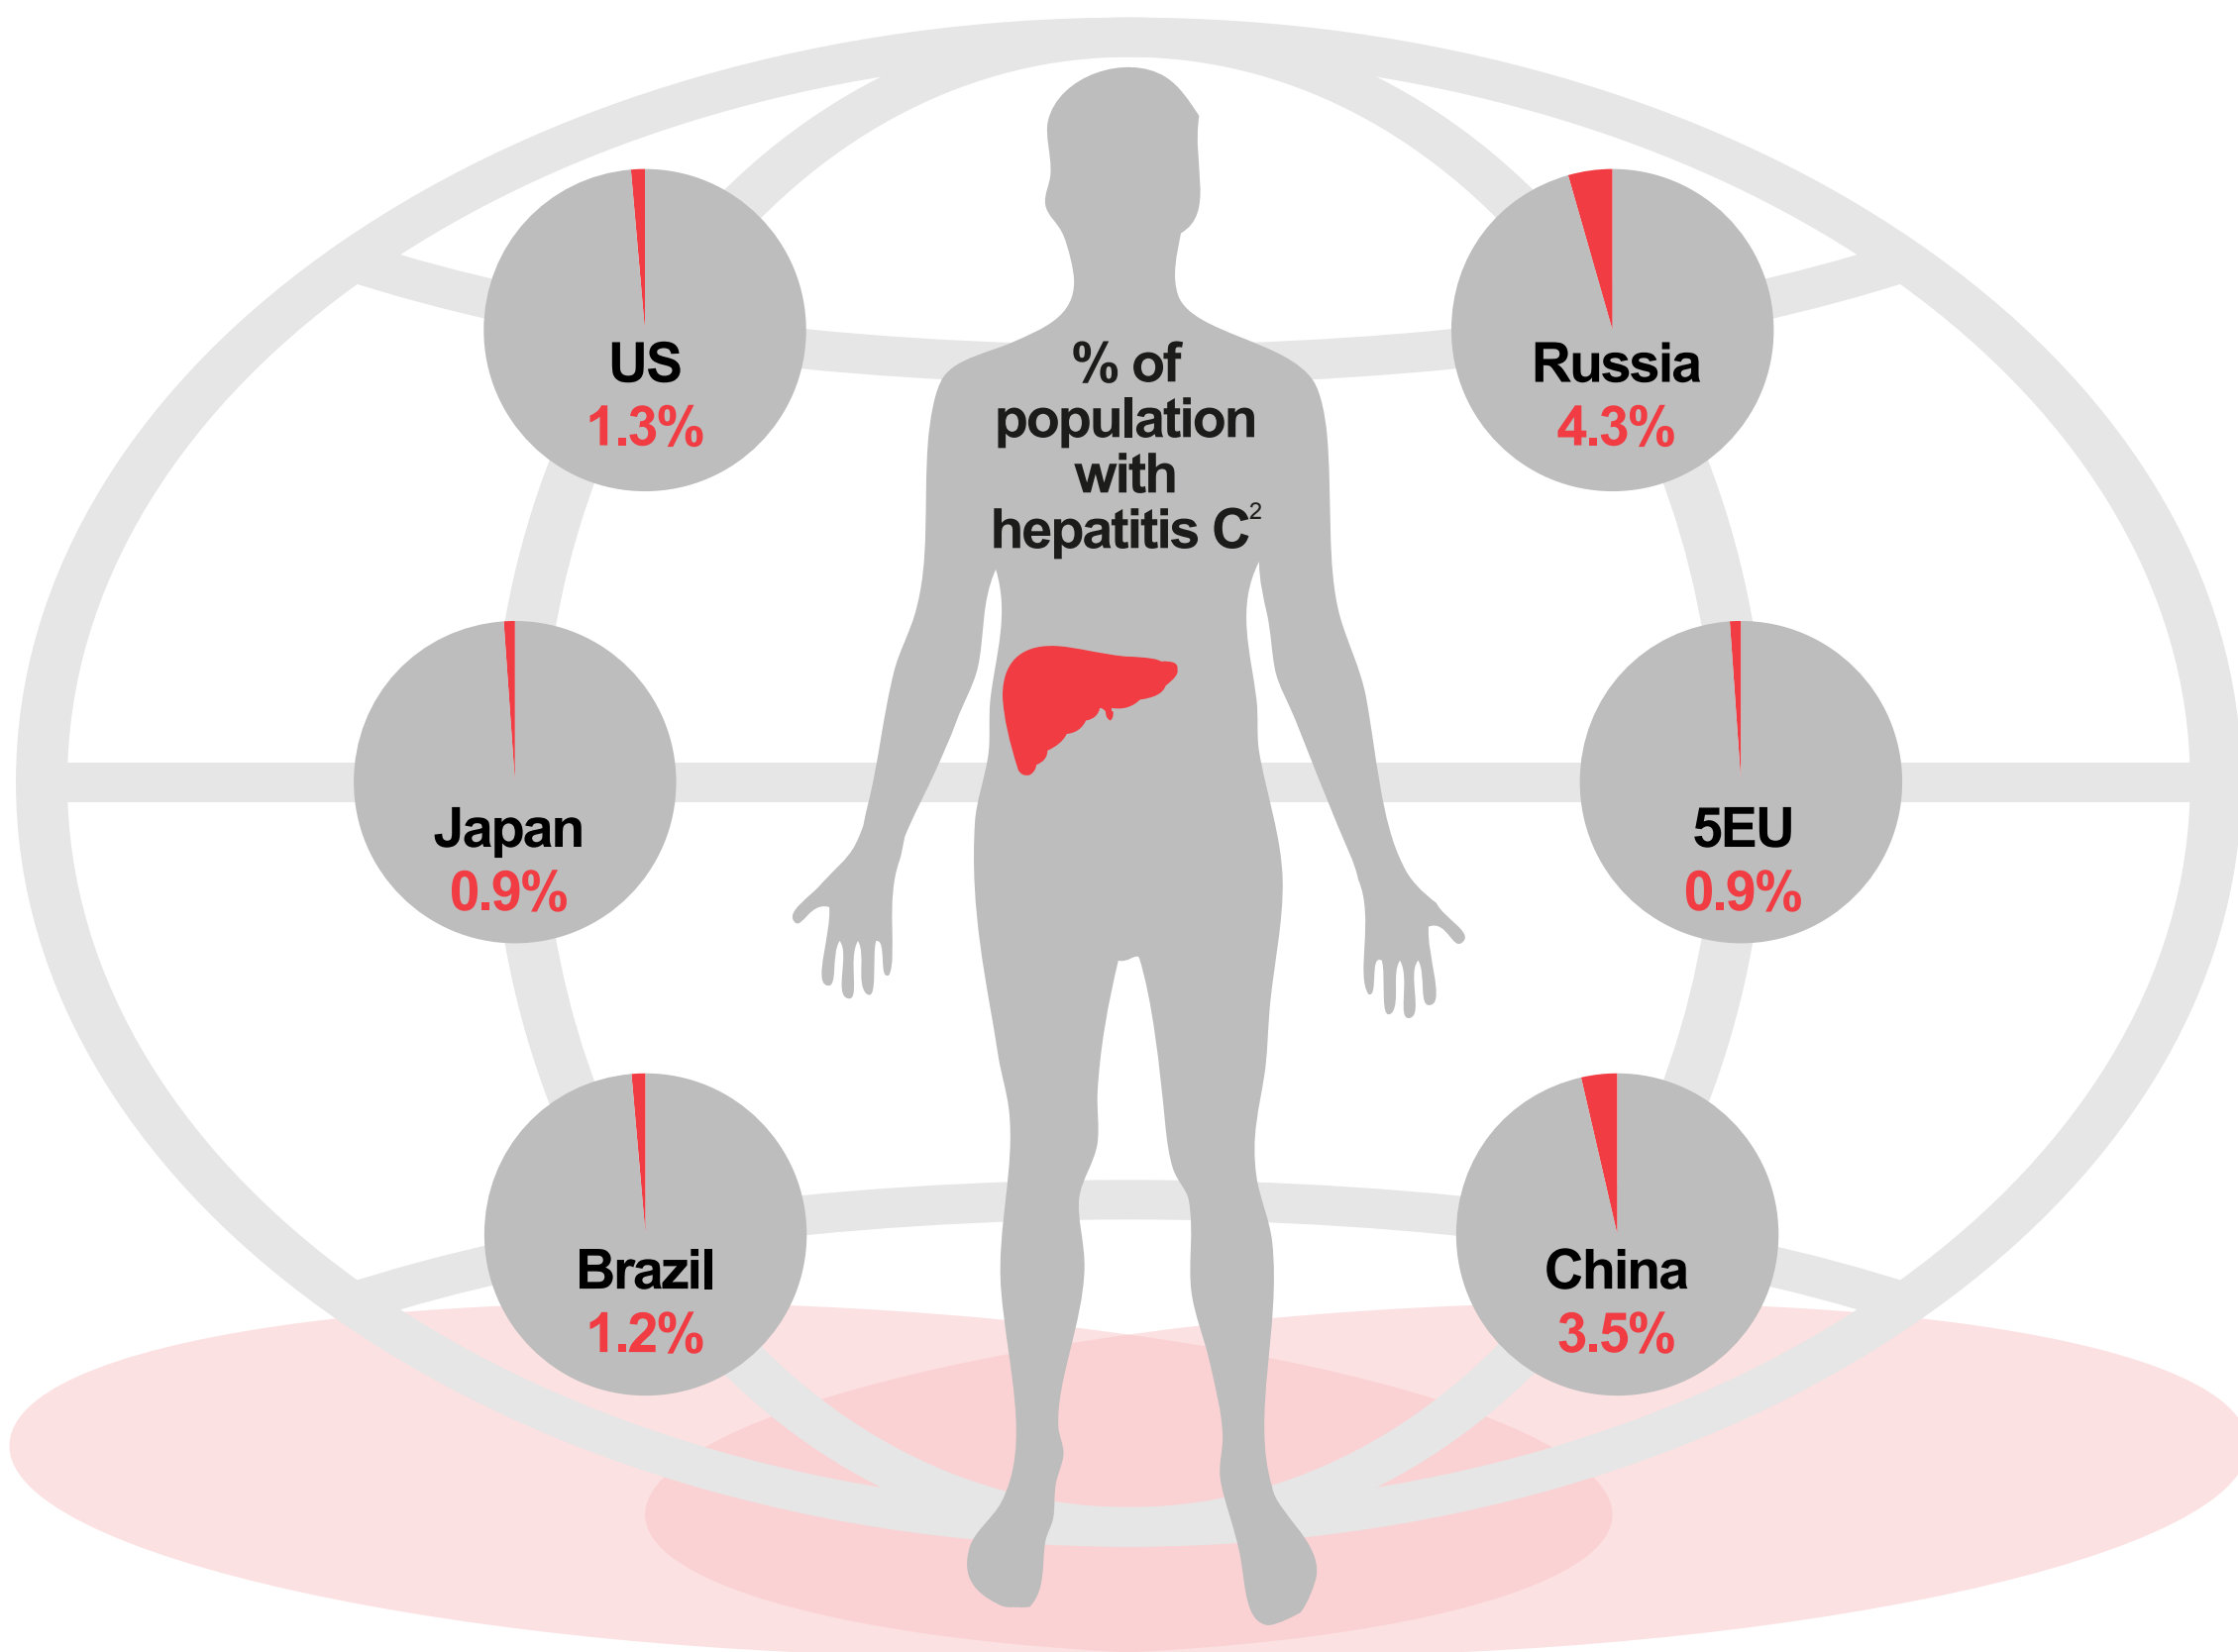 % of
population
with
hepatitis C²
US
1.3%
Russia
4.3%
Japan
0.9%
5EU
0.9%
Brazil
1.2%
China
3.5%